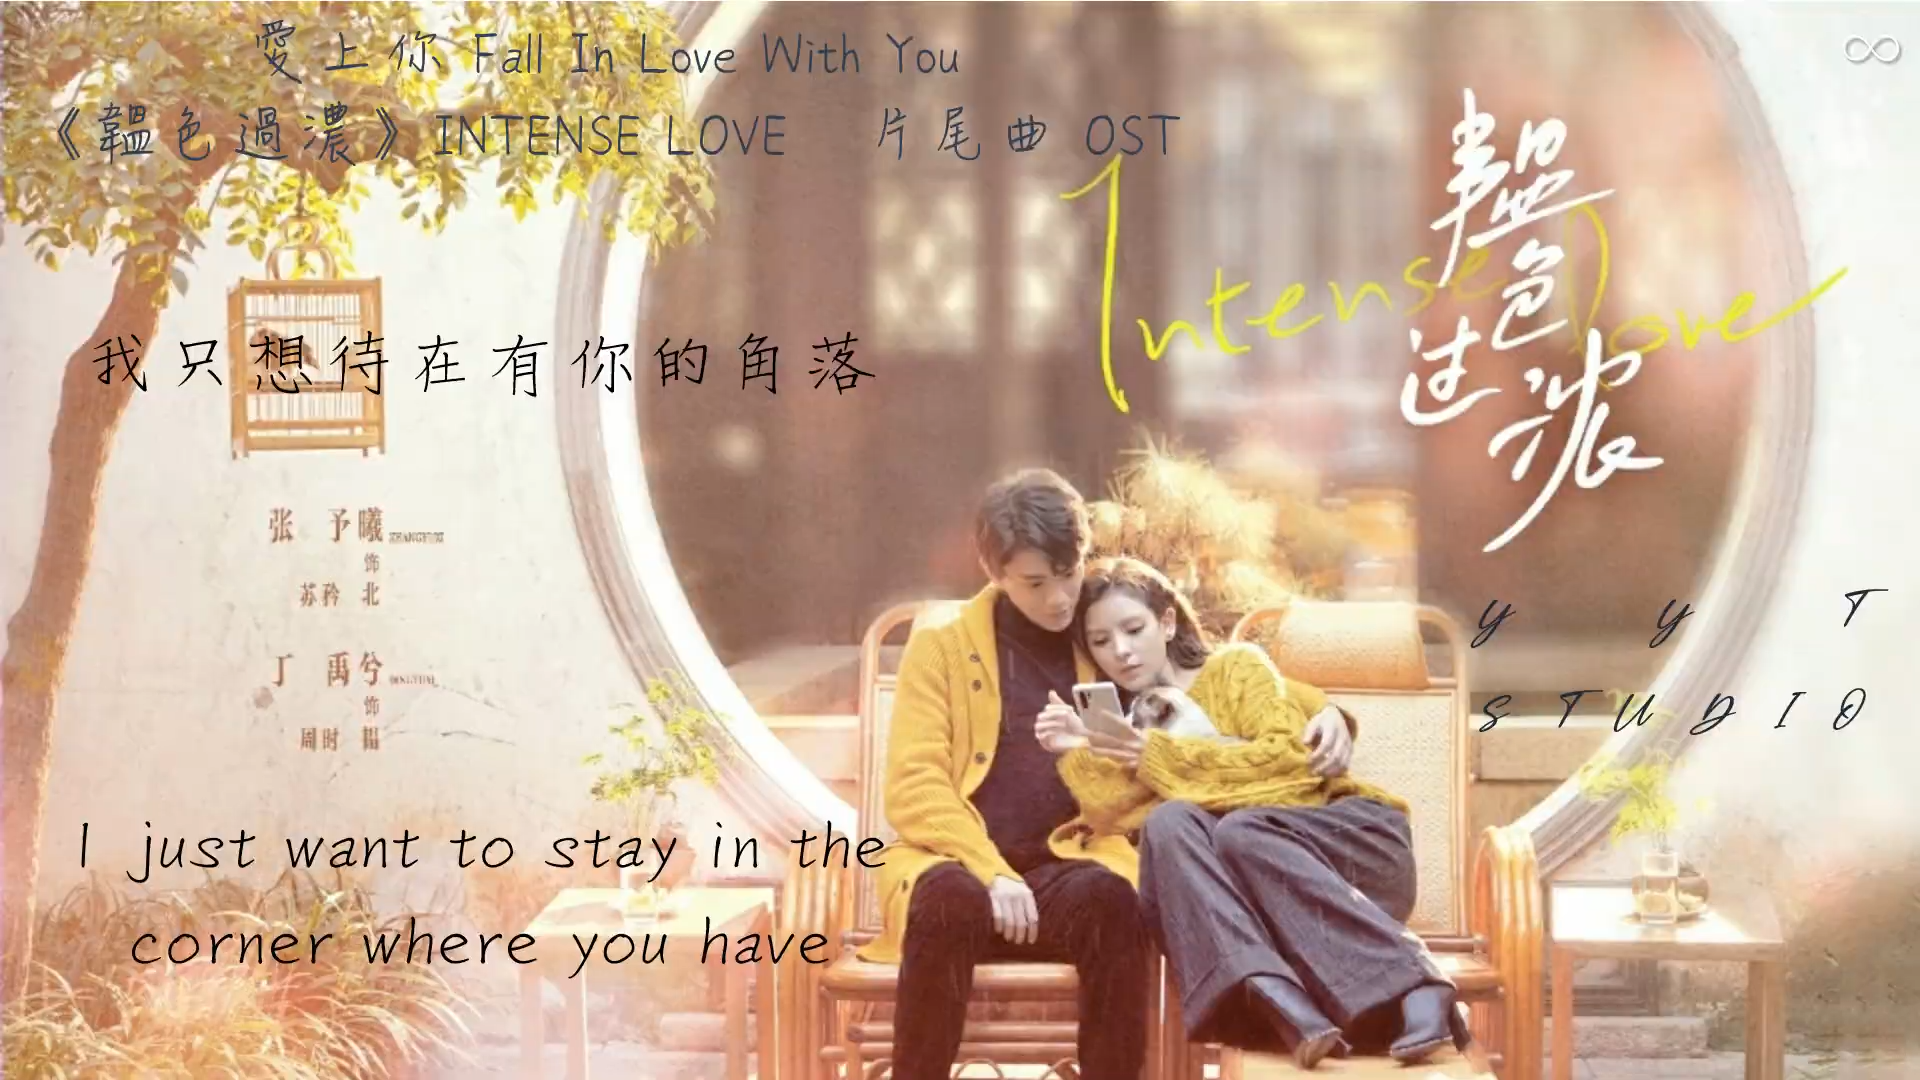 愛上你 Fall In Love With You
《韞色過濃》INTENSE LOVE 片尾曲 OST
Intense Love
韫色过浓
我只想待在有你的角落
张予曦
饰
苏矜北
丁禹兮
饰
周时韫
YYT
STUDIO
I just want to stay in the
corner where you have